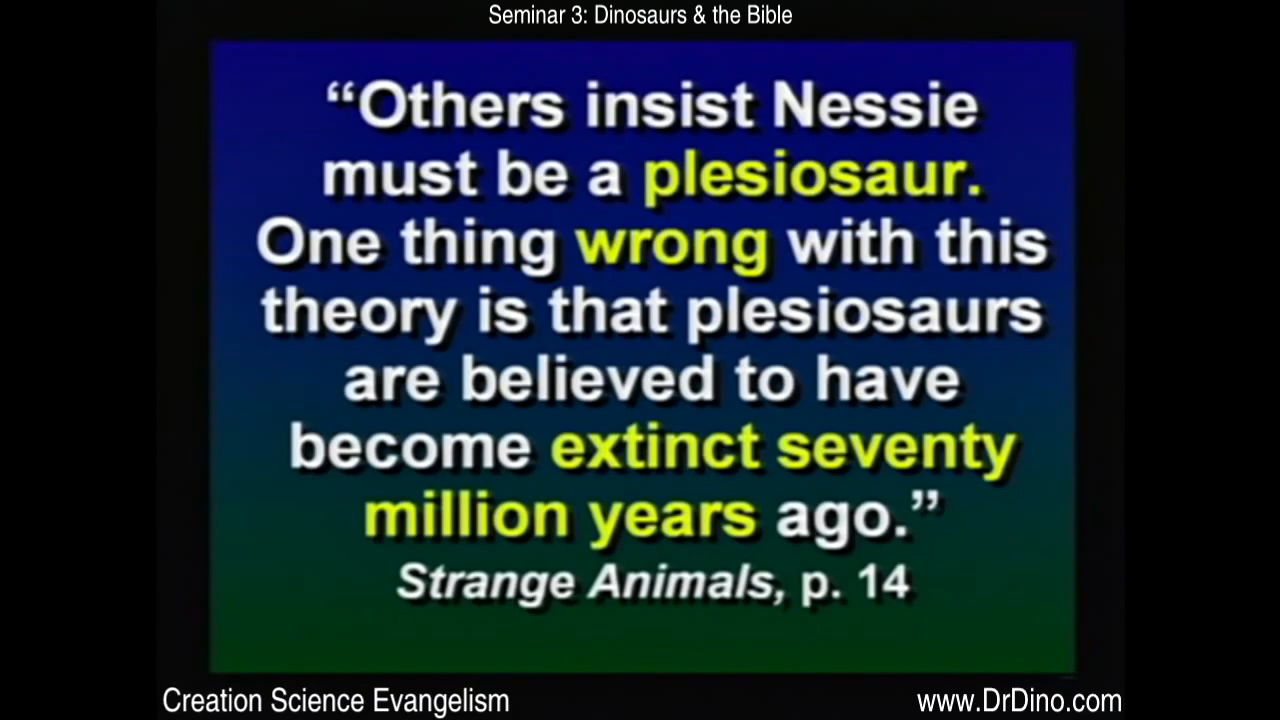 Seminar 3: Dinosaurs & the Bible
“Others insist Nessie
must be a plesiosaur.
One thing wrong with this
theory is that plesiosaurs
are believed to have
become extinct seventy
million years ago.”
Strange Animals, p. 14
Creation Science Evangelism
www.DrDino.com